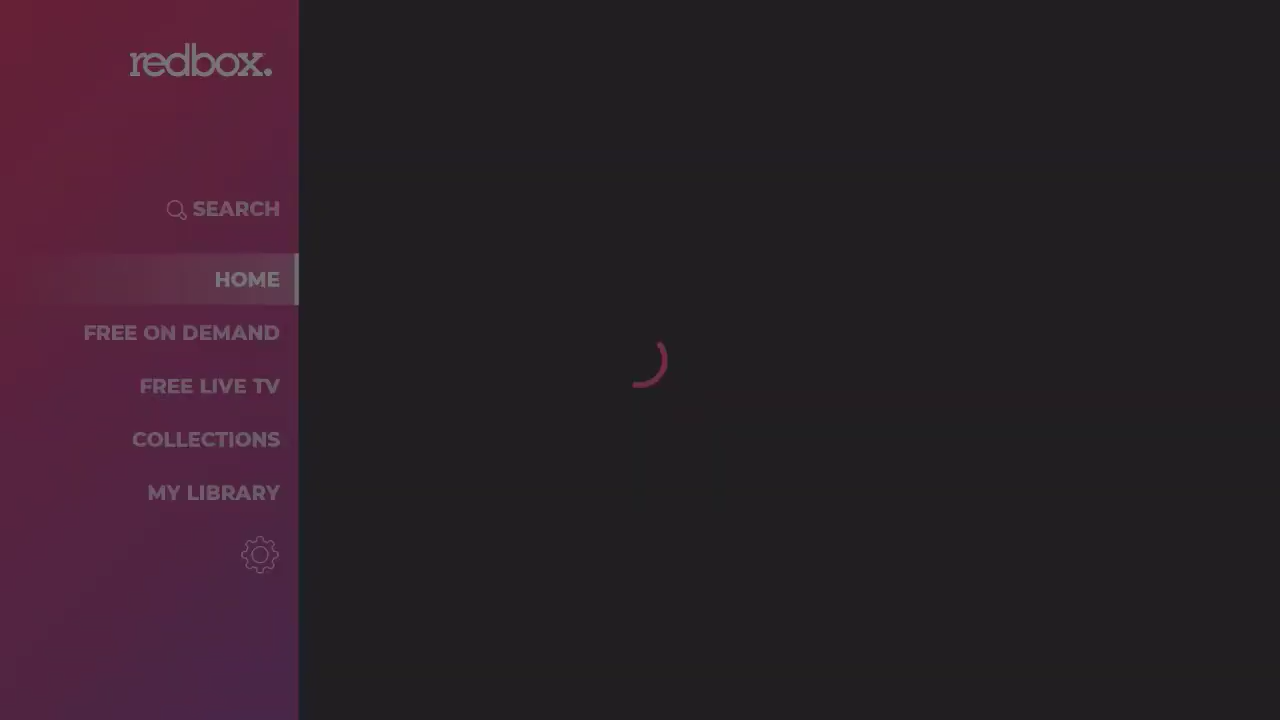 redbox.
SEARCH
HOME
FREE ON DEMAND
FREE LIVE TV
COLLECTIONS
MY LIBRARY